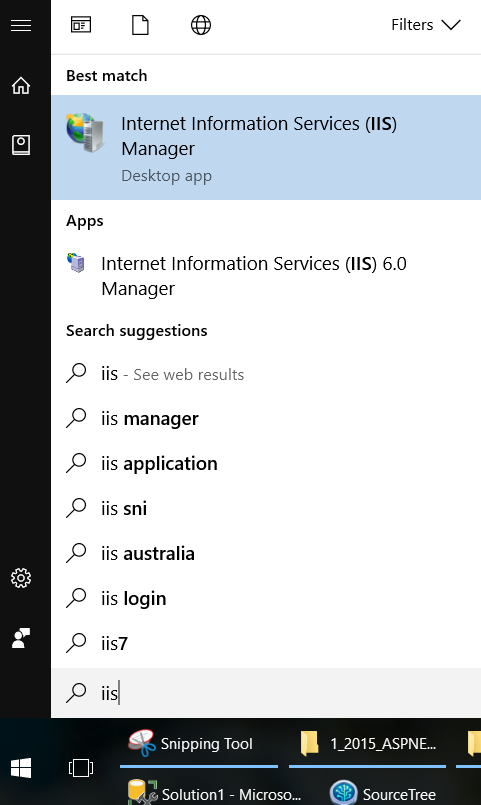 Filters
Best match
Internet Information Services (IIS)
Manager
Desktop app
Apps
Internet Information Services (IIS) 6.0
Manager
Search suggestions
iis - See web results
iis manager
iis application
iis sni
iis australia
iis login
iis7
iis
Snipping Tool
1_2015_ASPNE...
Solution1 - Microso...
SourceTree